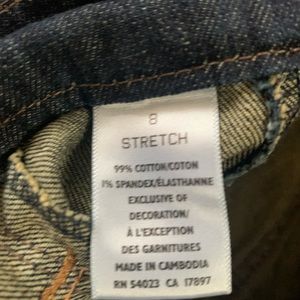 8
STRETCH
99% COTTON/COTON
1% SPANDEX/ÉLASTHANNE
EXCLUSIVE OF
DECORATION/
À L'EXCEPTION
DES GARNITURES
MADE IN CAMBODIA
RN 54023 CA 17897